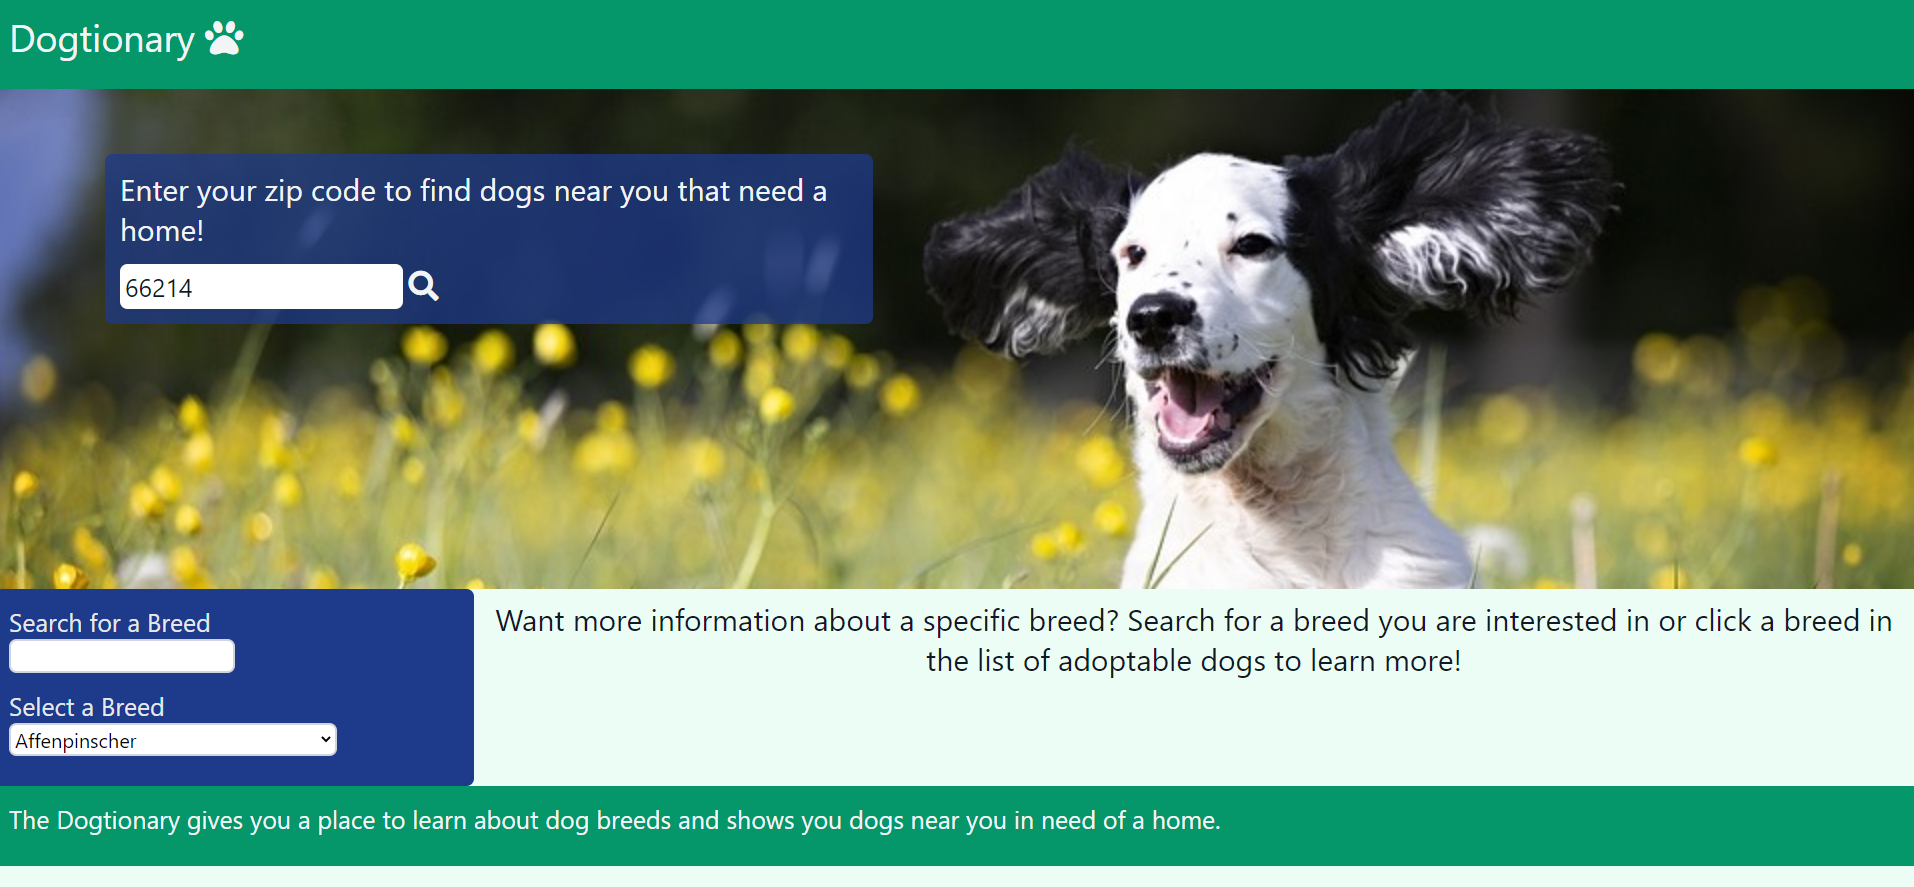 Dogtionary
Enter your zip code to find dogs near you that need a
home!
66214
Search for a Breed
Select a Breed
Affenpinscher
Want more information about a specific breed? Search for a breed you are interested in or click a breed in
the list of adoptable dogs to learn more!
The Dogtionary gives you a place to learn about dog breeds and shows you dogs near you in need of a home.